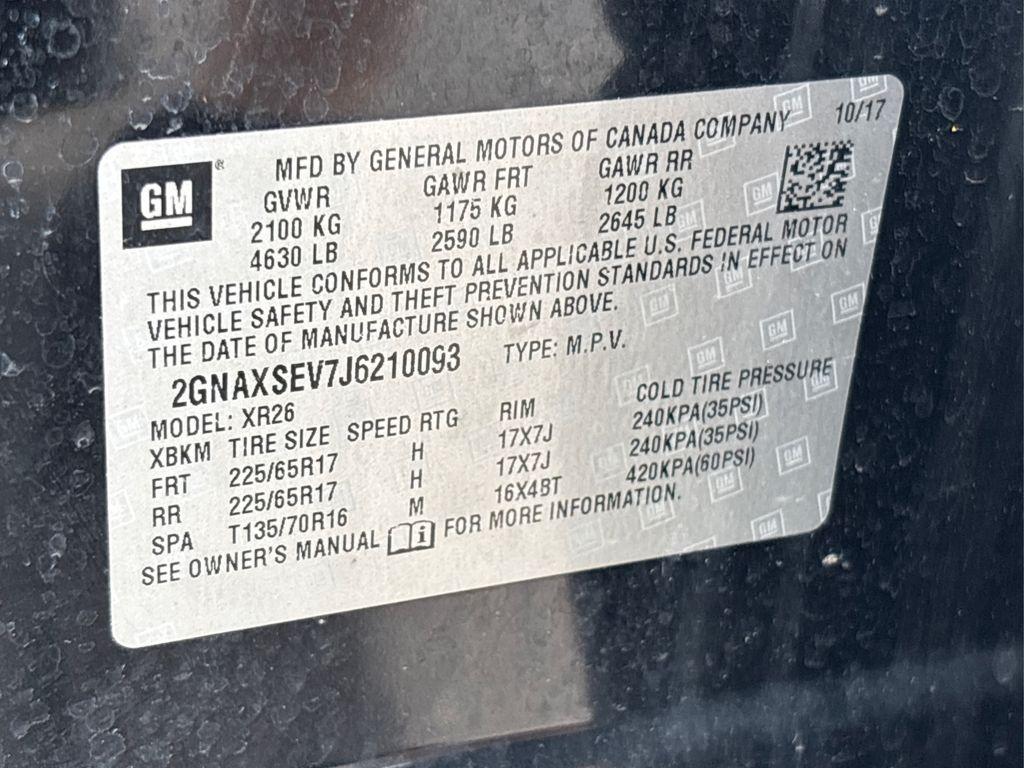 GM ® MFD BY GENERAL MOTORS OF CANADA COMPANY 10/17
GVWR GAWR FRT GAWR RR
2100 KG 1175 KG 1200 KG
4630 LB 2590 LB 2645 LB
THIS VEHICLE CONFORMS TO ALL APPLICABLE U.S. FEDERAL MOTOR
VEHICLE SAFETY AND THEFT PREVENTION STANDARDS IN EFFECT ON
THE DATE OF MANUFACTURE SHOWN ABOVE.
2GNAXSEV7J6210093 TYPE: M.P.V.
MODEL: XR26
XBKM TIRE SIZE SPEED RTG RIM COLD TIRE PRESSURE
FRT 225/65R17 H 17X7J 240KPA(35PSI)
RR 225/65R17 H 17X7J 240KPA(35PSI)
SPA T135/70R16 M 16X4BT 420KPA(60PSI)
SEE OWNER'S MANUAL FOR MORE INFORMATION.